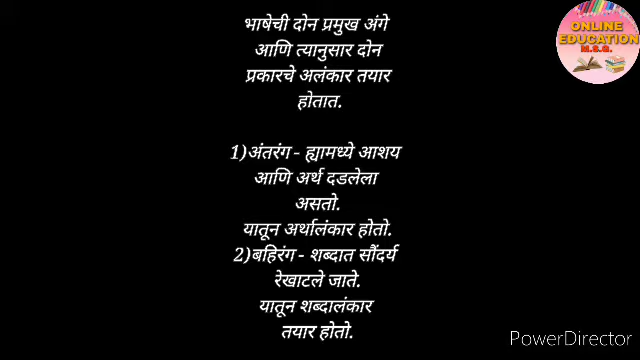 भाषेची दोन प्रमुख अंगे
आणि त्यानुसार दोन
प्रकारचे अलंकार तयार
होतात.
1)अंतरंग - ह्यामध्ये आशय
आणि अर्थ दडलेला
असतो.
यातून अर्थालंकार होतो.
2)बहिरंग - शब्दात सौंदर्य
रेखाटले जाते.
यातून शब्दालंकार
तयार होतो.
ONLINE
EDUCATION
M.S.G.
PowerDirector